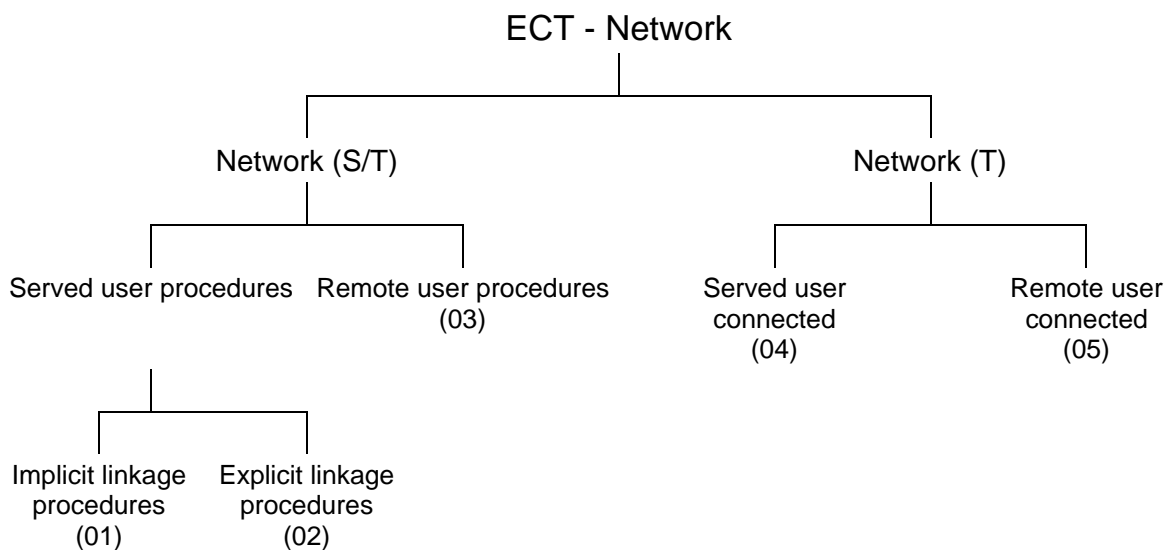 ECT - Network
Network (S/T)
Network (T)
Served user procedures
Remote user procedures
(03)
Served user
connected
(04)
Remote user
connected
(05)
Implicit linkage
procedures
(01)
Explicit linkage
procedures
(02)